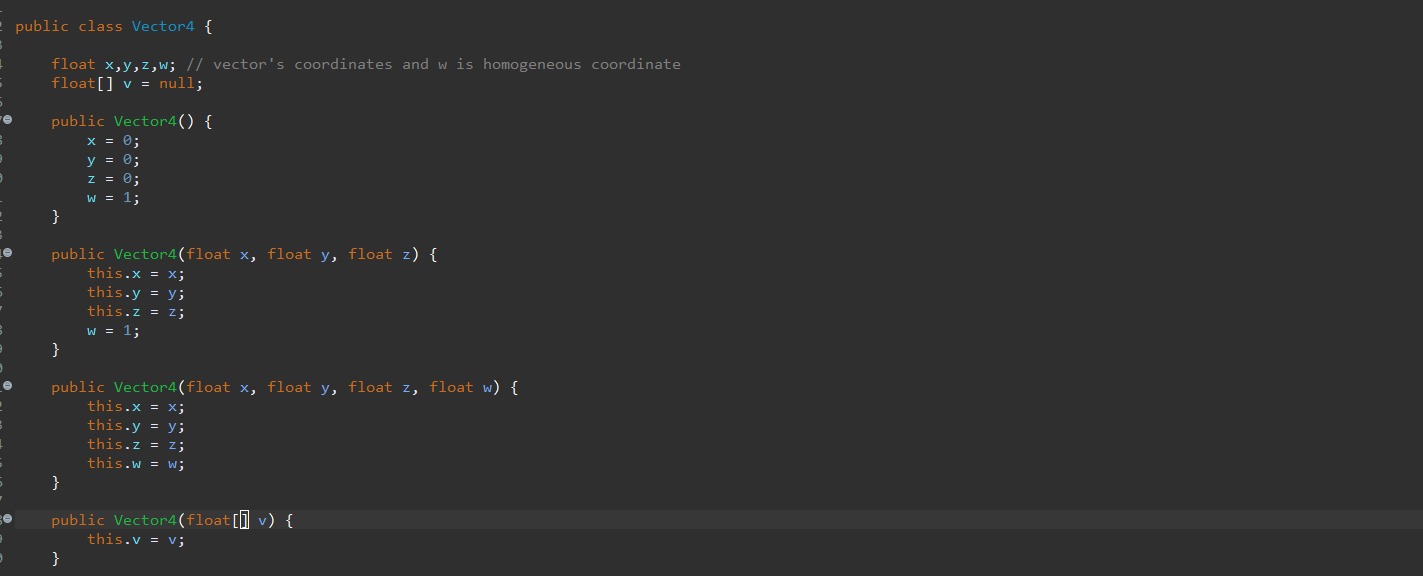 public class Vector4 {
float x,y,z,w; // vector's coordinates and w is homogeneous coordinate
float[] v = null;
public Vector4() {
x = 0;
y = 0;
z = 0;
w = 1;
}
public Vector4(float x, float y, float z) {
this.x = x;
this.y = y;
this.z = z;
w = 1;
}
public Vector4(float x, float y, float z, float w) {
this.x = x;
this.y = y;
this.z = z;
this.w = w;
}
public Vector4(float[] v) {
this.v = v;
}